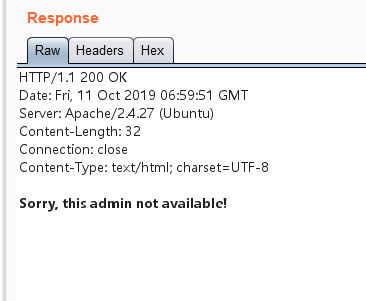 Response
Raw Headers Hex
HTTP/1.1 200 OK
Date: Fri, 11 Oct 2019 06:59:51 GMT
Server: Apache/2.4.27 (Ubuntu)
Content-Length: 32
Connection: close
Content-Type: text/html; charset=UTF-8
Sorry, this admin not available!